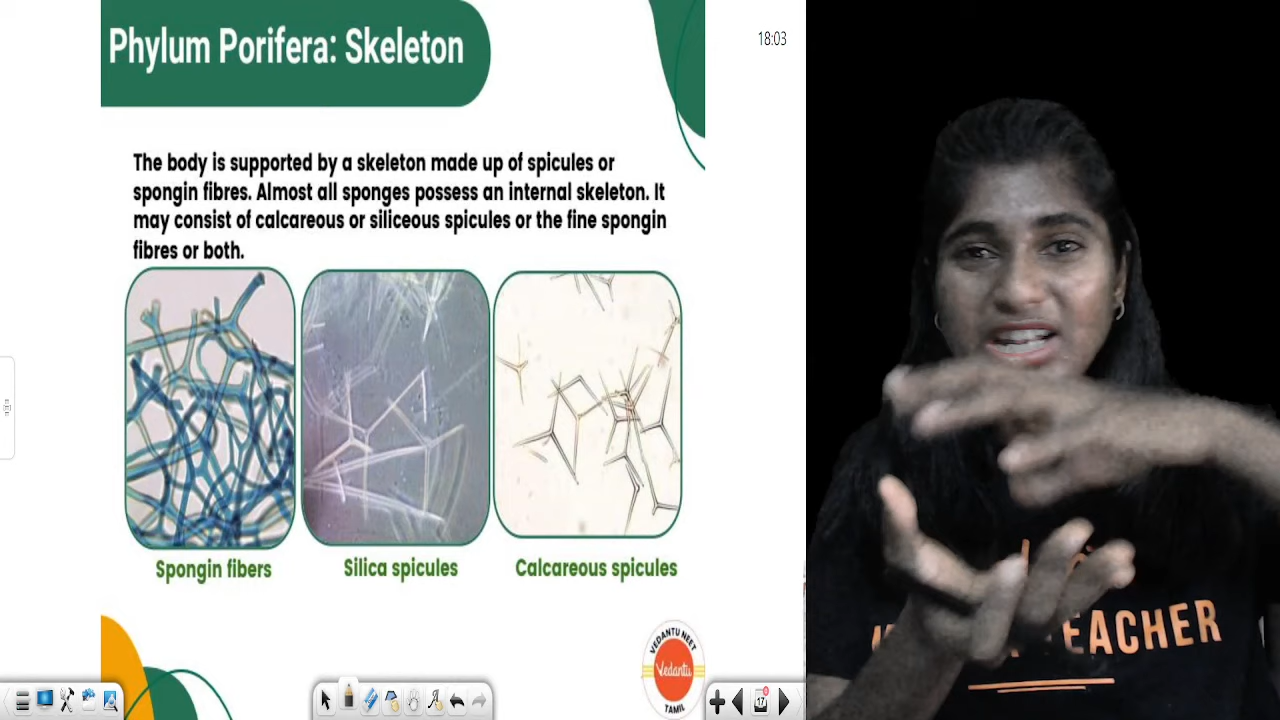 Phylum Porifera: Skeleton
18:03
The body is supported by a skeleton made up of spicules or
spongin fibres. Almost all sponges possess an internal skeleton. It
may consist of calcareous or siliceous spicules or the fine spongin
fibres or both.
Spongin fibers
Silica spicules
Calcareous spicules
TEACHER
VEDANTU NEET
Vedantu
TAMIL
17